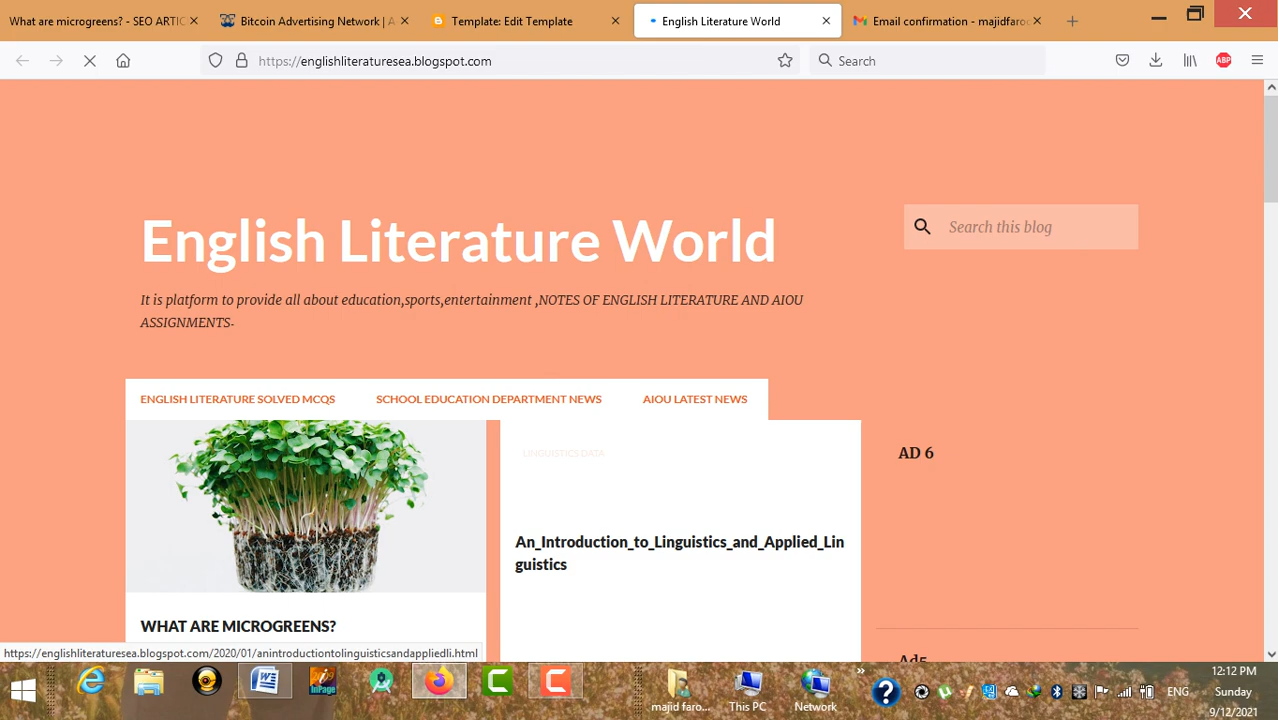 What are microgreens? - SEO ARTIC
Bitcoin Advertising Network | A
Template: Edit Template
English Literature World
Email confirmation - majidfaroo
https://englishliteraturesea.blogspot.com
Search
ABP
English Literature World
Search this blog
It is platform to provide all about education,sports,entertainment ,NOTES OF ENGLISH LITERATURE AND AIOU
ASSIGNMENTS.
ENGLISH LITERATURE SOLVED MCQS
SCHOOL EDUCATION DEPARTMENT NEWS
AIOU LATEST NEWS
LINGUISTICS DATA
AD 6
An_Introduction_to_Linguistics_and_Applied_Lin
guistics
WHAT ARE MICROGREENS?
Ad5
https://englishliteraturesea.blogspot.com/2020/01/anintroductiontolinguisticsandappliedli.html
InPage
majid faro...
This PC
Network
ENG
12:12 PM
Sunday
9/12/2021